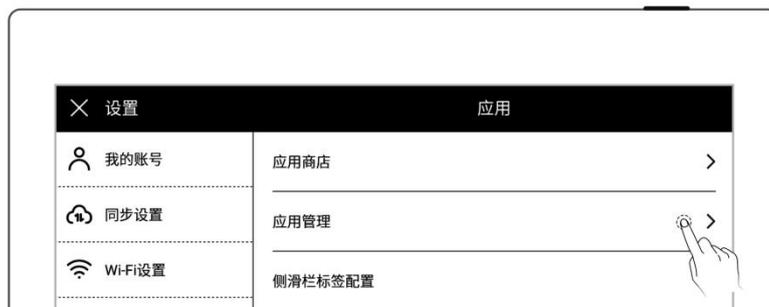 设置
应用
我的账号
应用商店
同步设置
应用管理
Wi-Fi设置
侧滑栏标签配置